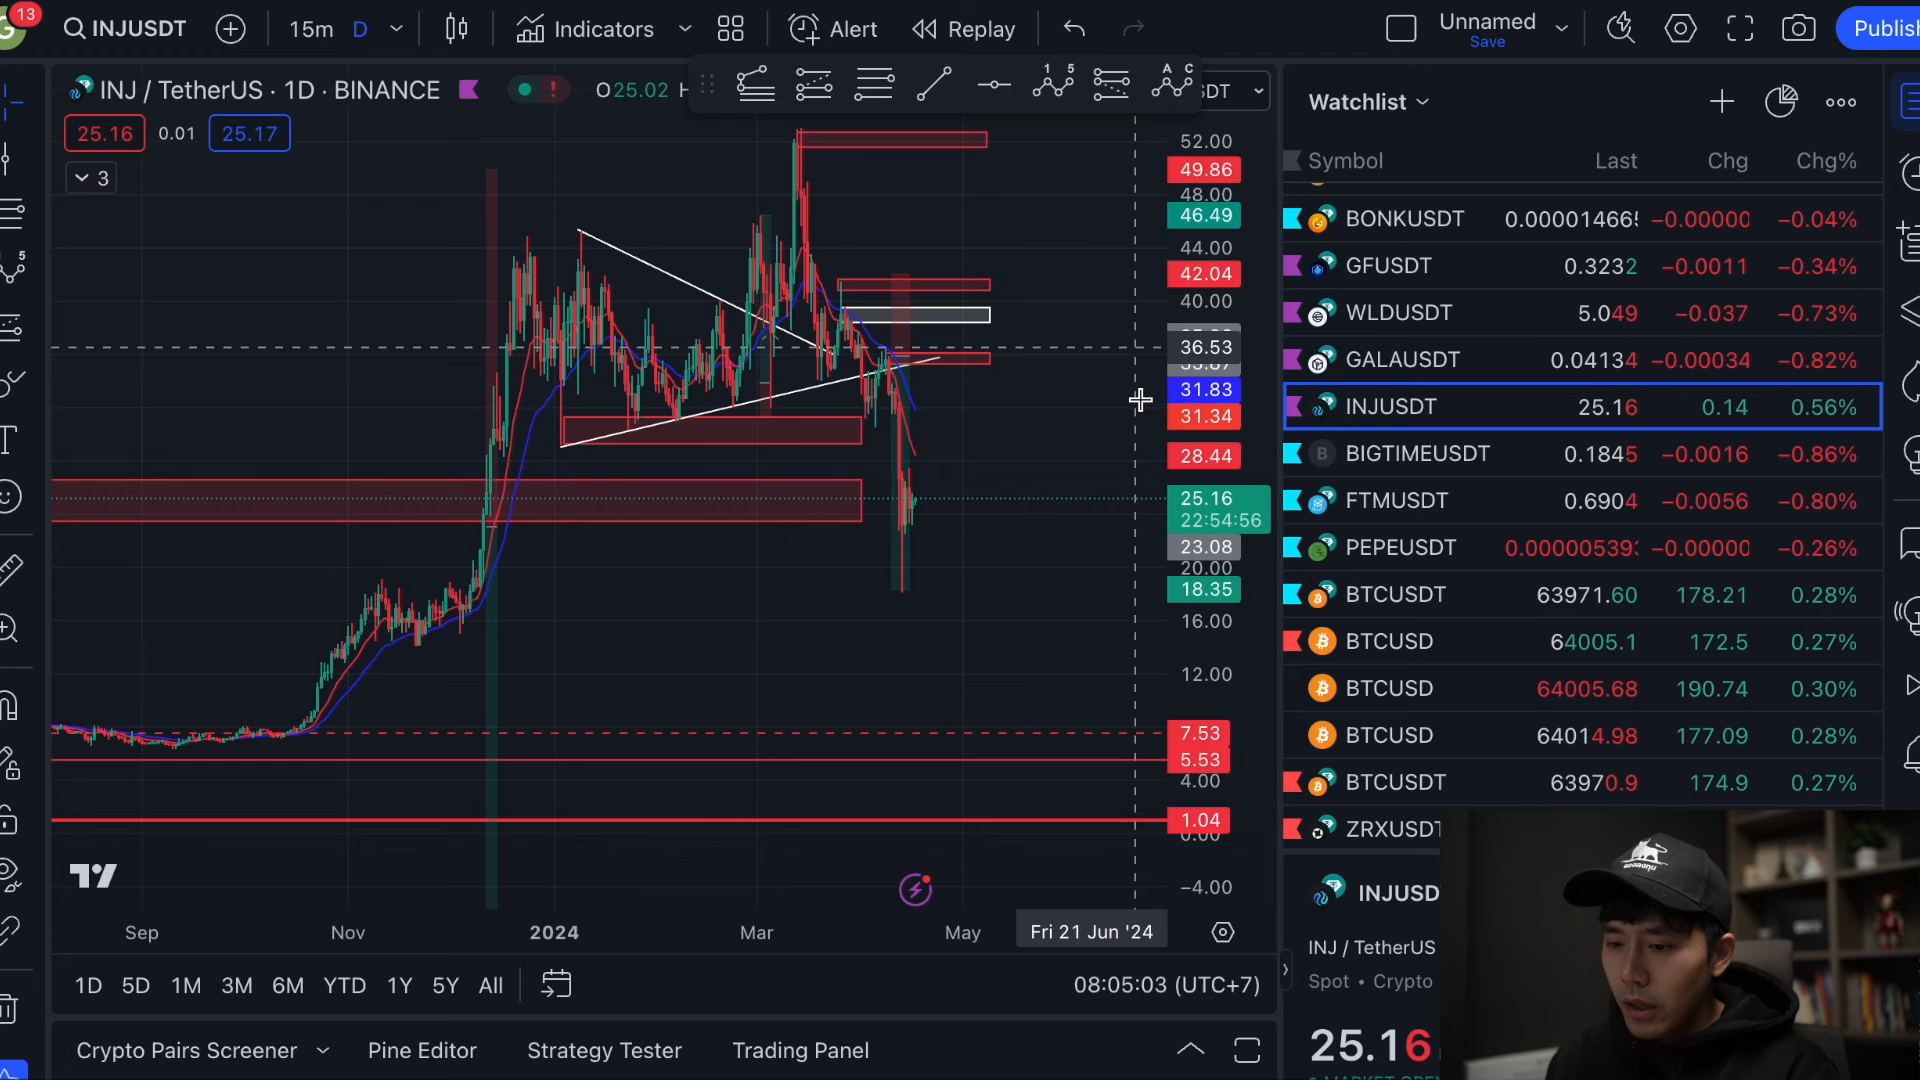 13
INJUSDT
15m D
Indicators
Alert
Replay
Unnamed
Save
Publish
INJ / TetherUS · 1D · BINANCE
O25.02 H
25.16 0.01 25.17
3
1 5
A C
52.00
49.86
48.00
46.49
44.00
42.04
40.00
36.53
31.83
31.34
28.44
25.16
22:54:56
23.08
20.00
18.35
16.00
12.00
7.53
5.53
4.00
1.04
0.00
−4.00
Sep Nov 2024 Mar May Fri 21 Jun '24
1D 5D 1M 3M 6M YTD 1Y 5Y All
08:05:03 (UTC+7)
Crypto Pairs Screener Pine Editor Strategy Tester Trading Panel
Watchlist
Symbol Last Chg Chg%
BONKUSDT −0.04%
GFUSDT 0.3232 −0.0011 −0.34%
WLDUSDT 5.049 −0.037 −0.73%
GALAUSDT 0.04134 −0.00034 −0.82%
INJUSDT 25.16 0.14 0.56%
BIGTIMEUSDT 0.1845 −0.0016 −0.86%
FTMUSDT 0.6904 −0.0056 −0.80%
PEPEUSDT −0.26%
BTCUSDT 63971.60 178.21 0.28%
BTCUSD 64005.1 172.5 0.27%
BTCUSD 64005.68 190.74 0.30%
BTCUSD 64014.98 177.09 0.28%
BTCUSDT 63970.9 174.9 0.27%
ZRXUSDT
INJUSD
INJ / TetherUS
Spot • Crypto
25.16